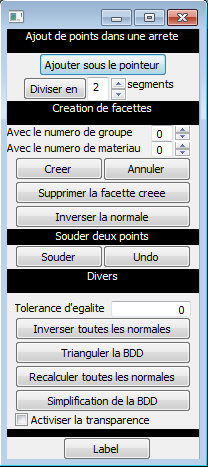 Ajout de points dans une arrete
Ajouter sous le pointeur
Diviser en 2 segments
Creation de facettes
Avec le numero de groupe 0
Avec le numero de materiau 0
Creer Annuler
Supprimer la facette creee
Inverser la normale
Souder deux points
Souder Undo
Divers
Tolerance d'egalite 0
Inverser toutes les normales
Trianguler la BDD
Recalculer toutes les normales
Simplification de la BDD
Activiser la transparence
Label